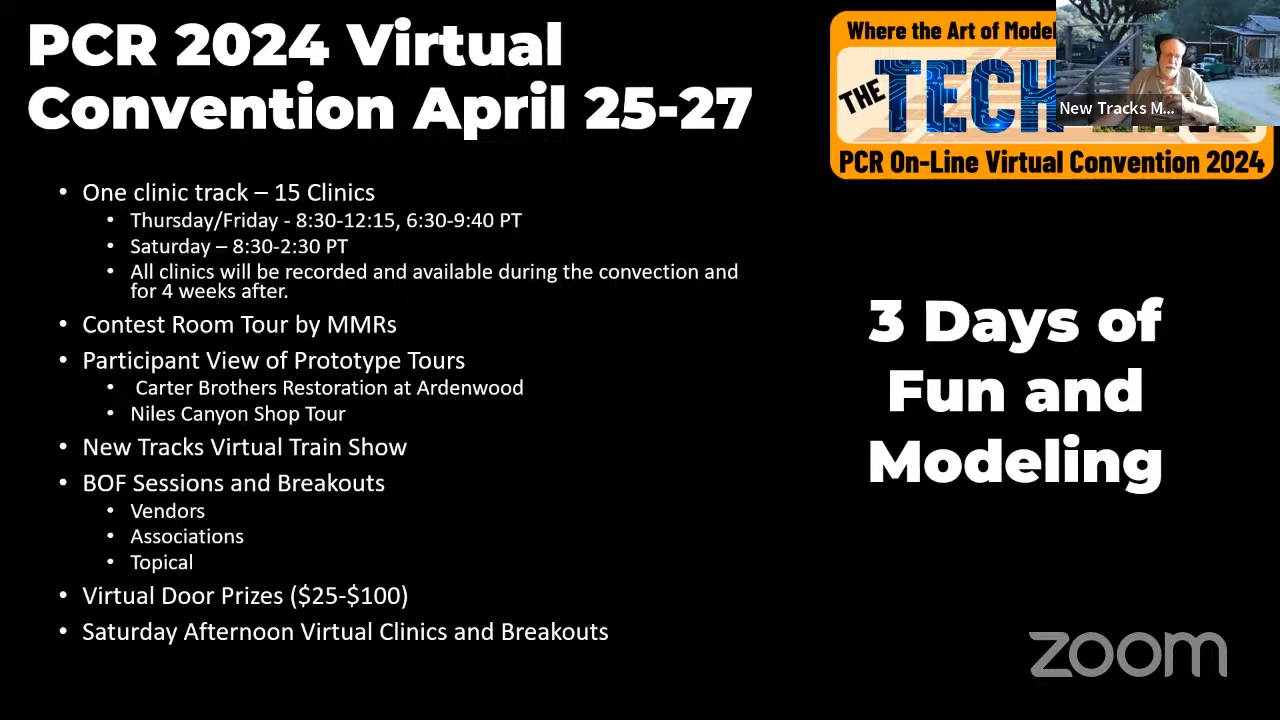 PCR 2024 Virtual
Convention April 25-27
• One clinic track – 15 Clinics
• Thursday/Friday - 8:30-12:15, 6:30-9:40 PT
• Saturday – 8:30-2:30 PT
• All clinics will be recorded and available during the convection and
for 4 weeks after.
• Contest Room Tour by MMRs
• Participant View of Prototype Tours
• Carter Brothers Restoration at Ardenwood
• Niles Canyon Shop Tour
• New Tracks Virtual Train Show
• BOF Sessions and Breakouts
• Vendors
• Associations
• Topical
• Virtual Door Prizes ($25-$100)
• Saturday Afternoon Virtual Clinics and Breakouts
Where the Art of
THE TECH
PCR On-Line Virtual Convention 2024
New Tracks M...
3 Days of
Fun and
Modeling
zoom